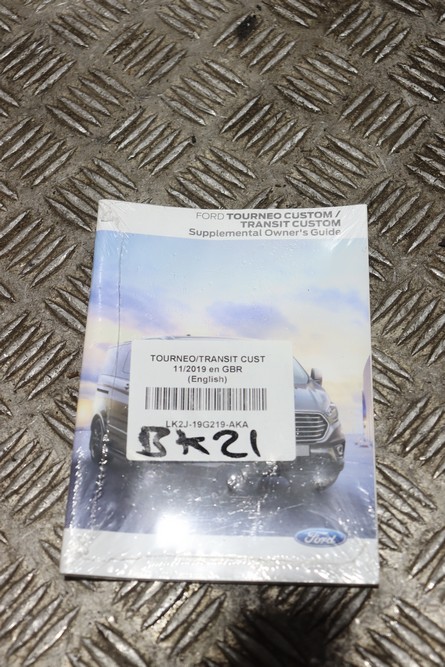 FORD TOURNEO CUSTOM /
TRANSIT CUSTOM
Supplemental Owner's Guide
TOURNEO/TRANSIT CUST
11/2019 en GBR
(English)
LK2J-19G219-AKA
BK21
Ford